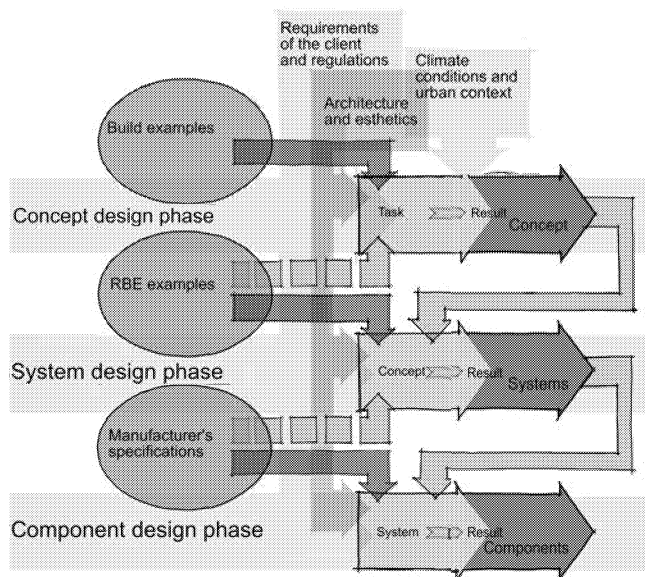 Requirements
of the client
and regulations
Climate
conditions and
urban context
Architecture
and esthetics
Build examples
Concept design phase
Task
Result
Concept
RBE examples
System design phase
Concept
Result
Systems
Manufacturer's
specifications
Component design phase
System
Result
Components